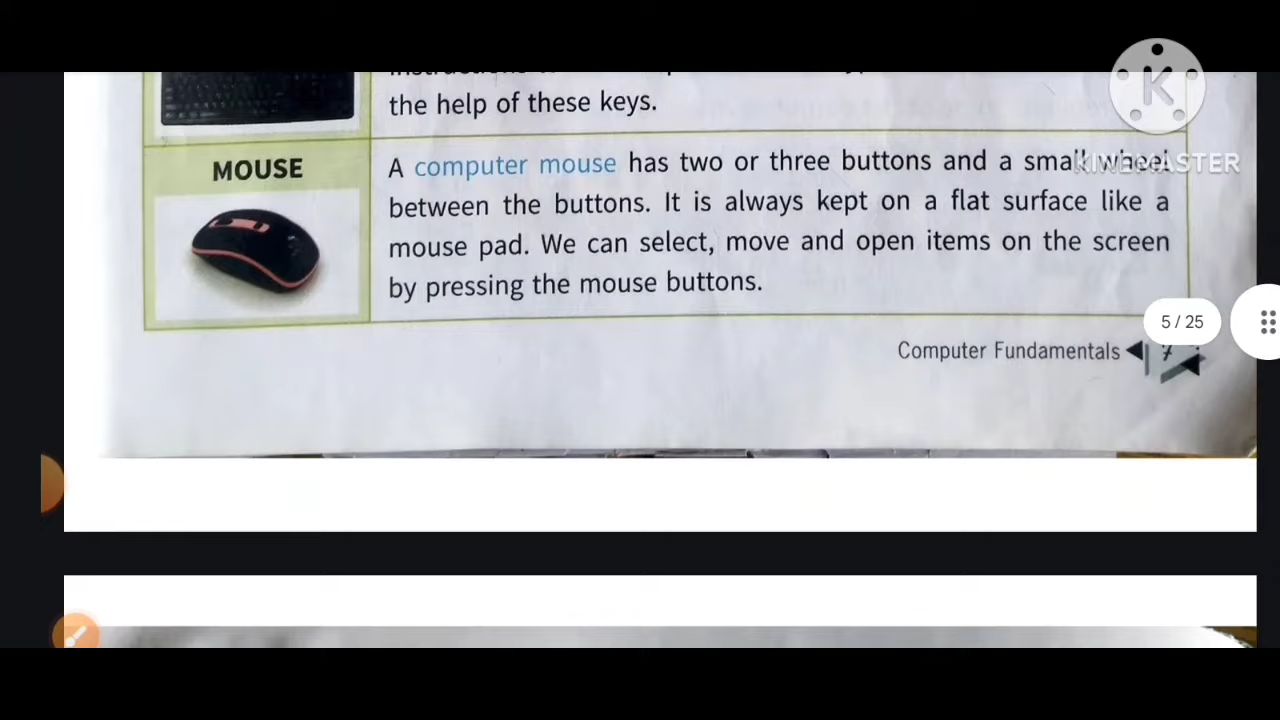 the help of these keys.
MOUSE
A computer mouse has two or three buttons and a small wheel
between the buttons. It is always kept on a flat surface like a
mouse pad. We can select, move and open items on the screen
by pressing the mouse buttons.
Computer Fundamentals
7
5 / 25
K
KINEMASTER